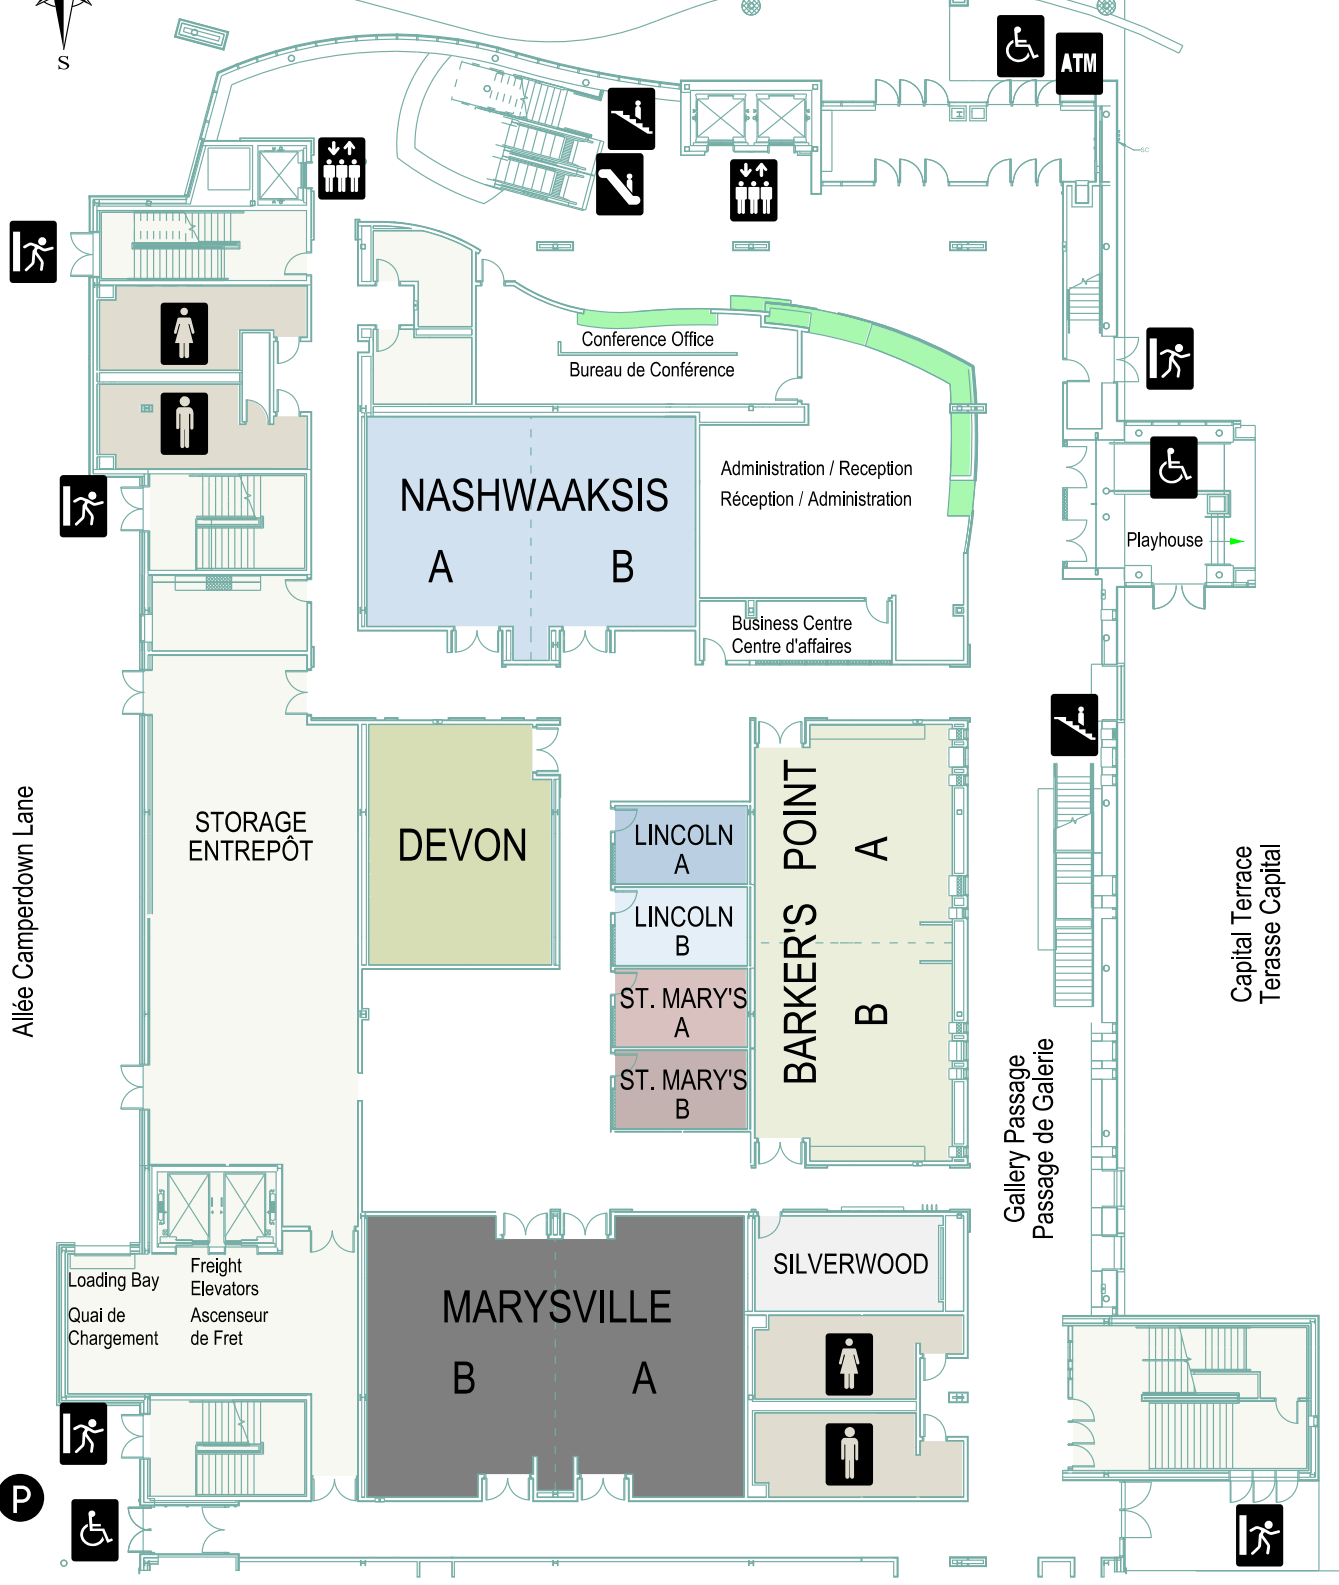 S
ATM
Conference Office
Bureau de Conférence
NASHWAAKSIS
A
B
Administration / Reception
Réception / Administration
Playhouse
Business Centre
Centre d'affaires
STORAGE
ENTREPÔT
DEVON
LINCOLN
A
LINCOLN
B
ST. MARY'S
A
ST. MARY'S
B
BARKER'S POINT
A
B
Allée Camperdown Lane
Capital Terrace
Terasse Capital
Gallery Passage
Passage de Galerie
Loading Bay
Quai de
Chargement
Freight
Elevators
Ascenseur
de Fret
MARYSVILLE
B
A
SILVERWOOD
P